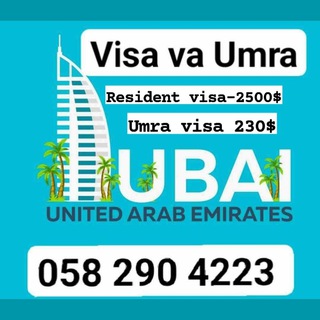 Visa va Umra
Resident visa-2500$
Umra visa 230$
DUBAI
UNITED ARAB EMIRATES
058 290 4223